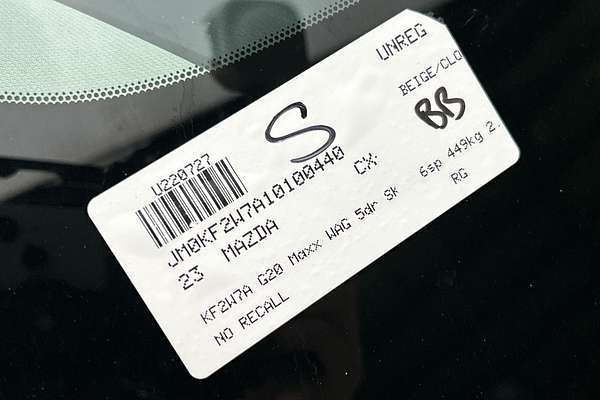 UNREG
U220727
S
BEIGE/CLO
BB
JM0KF2W7A10100440
23 MAZDA CX-
KF2W7A G20 Maxx WAG 5dr Sk 6sp 449kg 2.
NO RECALL RG